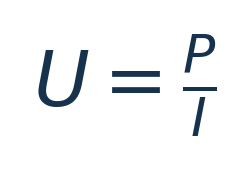 U = P/I